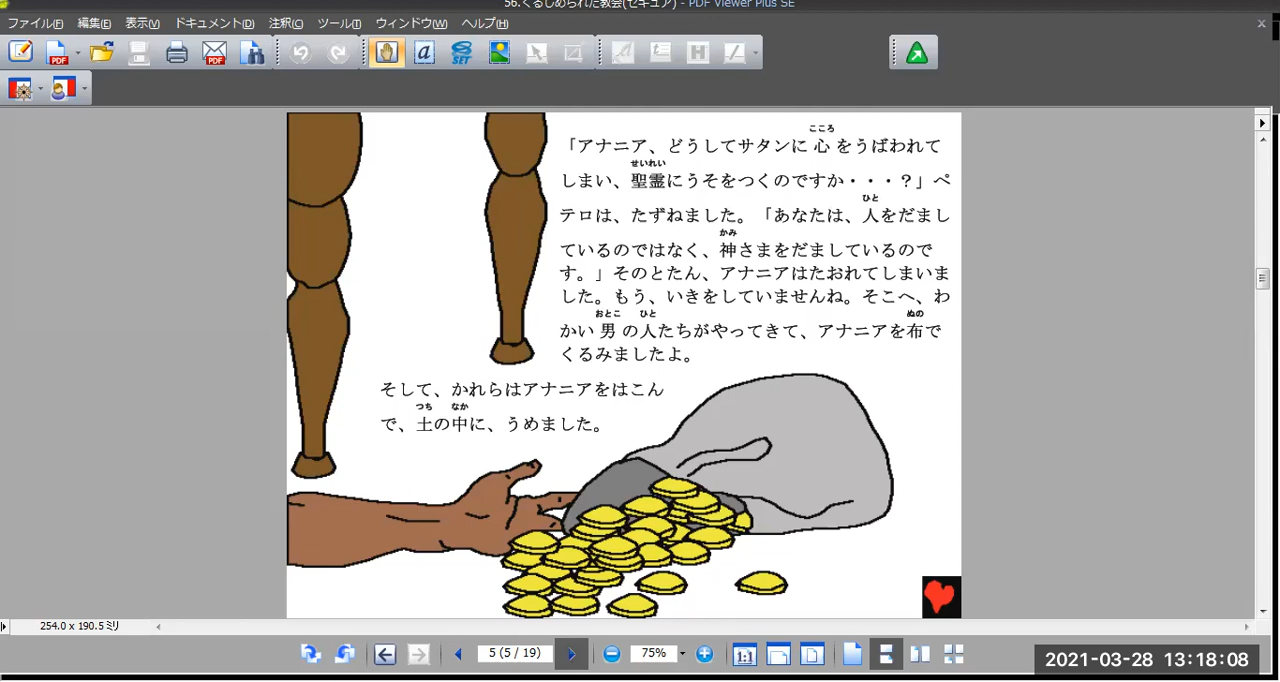 56.くるしめられた教会(セキュア) - PDF Viewer Plus SE
ファイル(F) 編集(E) 表示(V) ドキュメント(D) 注釈(C) ツール(T) ウィンドウ(W) ヘルプ(H)
こころ
「アナニア、どうしてサタンに心をうばわれて
せいれい
しまい、聖霊にうそをつくのですか・・・？」ペ
ひと
テロは、たずねました。「あなたは、人をだまし
かみ
ているのではなく、神さまをだましているので
す。」そのとたん、アナニアはたおれてしまいま
した。もう、いきをしていませんね。そこへ、わ
おとこ ひと ぬの
かい男の人たちがやってきて、アナニアを布で
くるみましたよ。
そして、かれらはアナニアをはこん
つち なか
で、土の中に、うめました。
254.0 x 190.5 ミリ
5 (5 / 19) 75% 1:1
2021-03-28 13:18:08